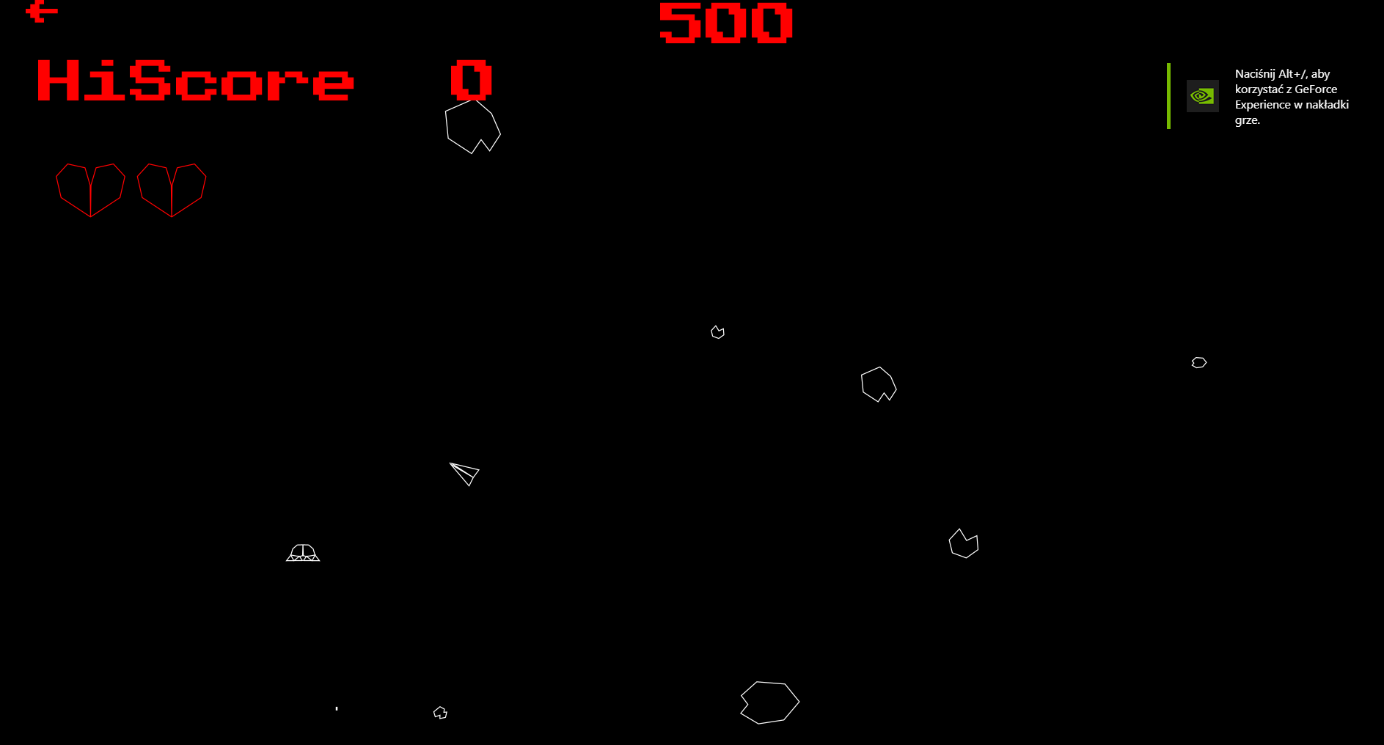 500
HiScore 0
Naciśnij Alt+/, aby
korzystać z GeForce
Experience w nakładki
grze.